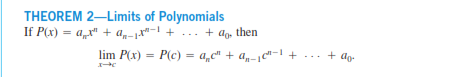 THEOREM 2—Limits of Polynomials
If P(x) = aₙxⁿ + aₙ₋₁xⁿ⁻¹ + ... + a₀, then
lim P(x) = P(c) = aₙcⁿ + aₙ₋₁cⁿ⁻¹ + ... + a₀.
x→c